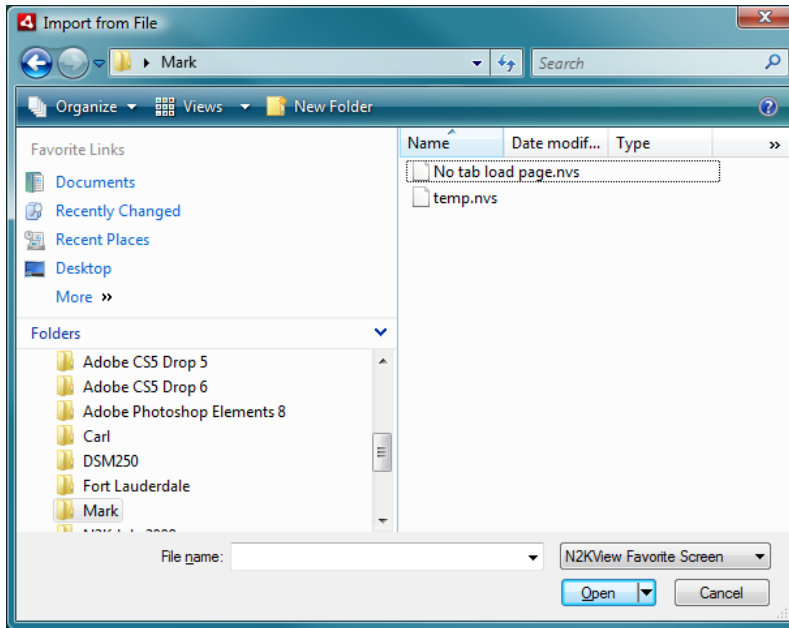 Import from File
Mark
Search
Organize Views New Folder
Favorite Links
Documents
Recently Changed
Recent Places
Desktop
More »
Folders
Adobe CS5 Drop 5
Adobe CS5 Drop 6
Adobe Photoshop Elements 8
Carl
DSM250
Fort Lauderdale
Mark
Name Date modif... Type »
No tab load page.nvs
temp.nvs
File name:
N2KView Favorite Screen
Open Cancel